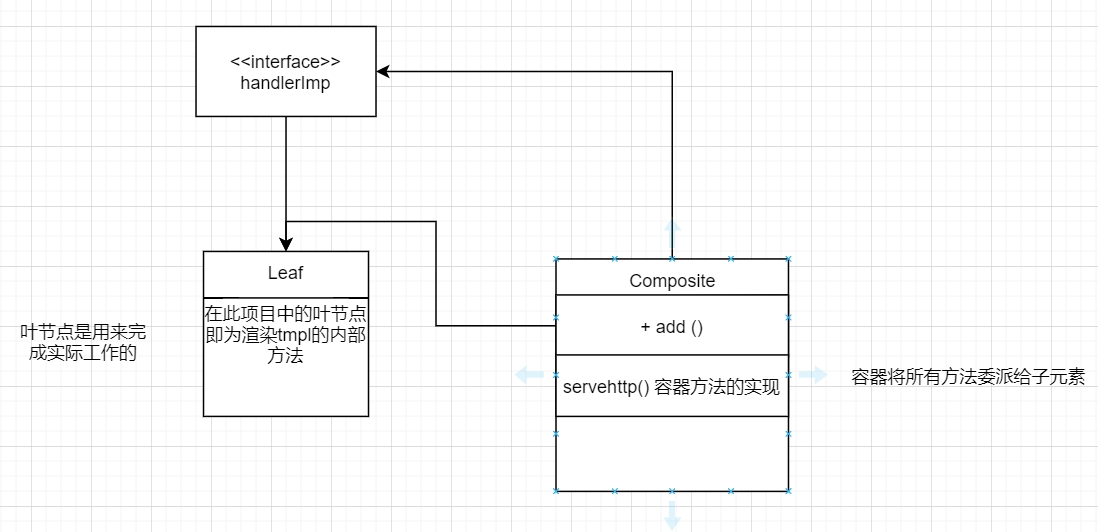 <<interface>>
handlerImp
Leaf
在此项目中的叶节点
即为渲染tmpl的内部
方法
叶节点是用来完
成实际工作的
Composite
+ add ()
servehttp() 容器方法的实现
容器将所有方法委派给子元素